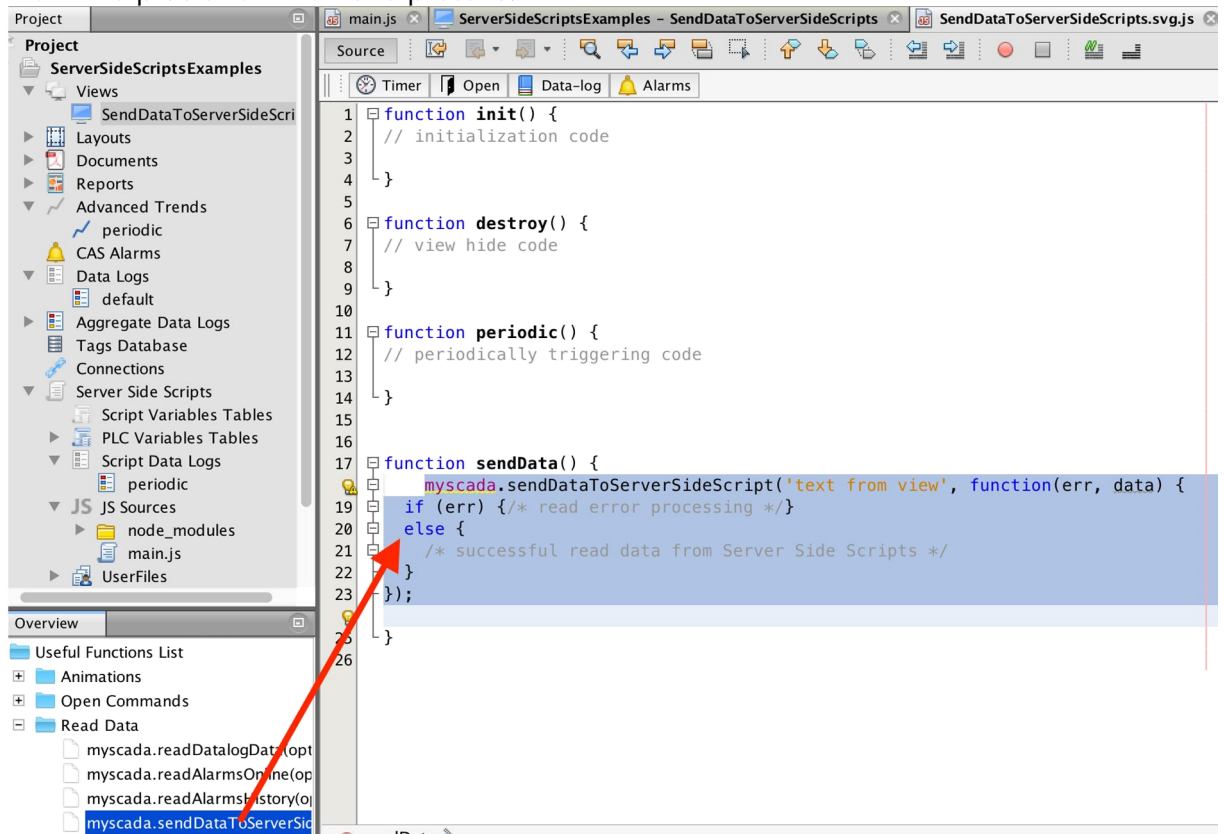 Project
Project
ServerSideScriptsExamples
Views
SendDataToServerSideScri
Layouts
Documents
Reports
Advanced Trends
periodic
CAS Alarms
Data Logs
default
Aggregate Data Logs
Tags Database
Connections
Server Side Scripts
Script Variables Tables
PLC Variables Tables
Script Data Logs
periodic
JS JS Sources
node_modules
main.js
UserFiles
Overview
Useful Functions List
Animations
Open Commands
Read Data
myscada.readDatalogData(opt
myscada.readAlarmsOnline(op
myscada.readAlarmsHistory(o
myscada.sendDataToServerSid
main.js ServerSideScriptsExamples – SendDataToServerSideScripts SendDataToServerSideScripts.svg.js
Source
Timer Open Data-log Alarms
1 function init() {
2 // initialization code
3
4 }
5
6 function destroy() {
7 // view hide code
8
9 }
10
11 function periodic() {
12 // periodically triggering code
13
14 }
15
16
17 function sendData() {
myscada.sendDataToServerSideScript('text from view', function(err, data) {
19 if (err) {/* read error processing */}
20 else {
21 /* successful read data from Server Side Scripts */
22 }
23 });
25 }
26